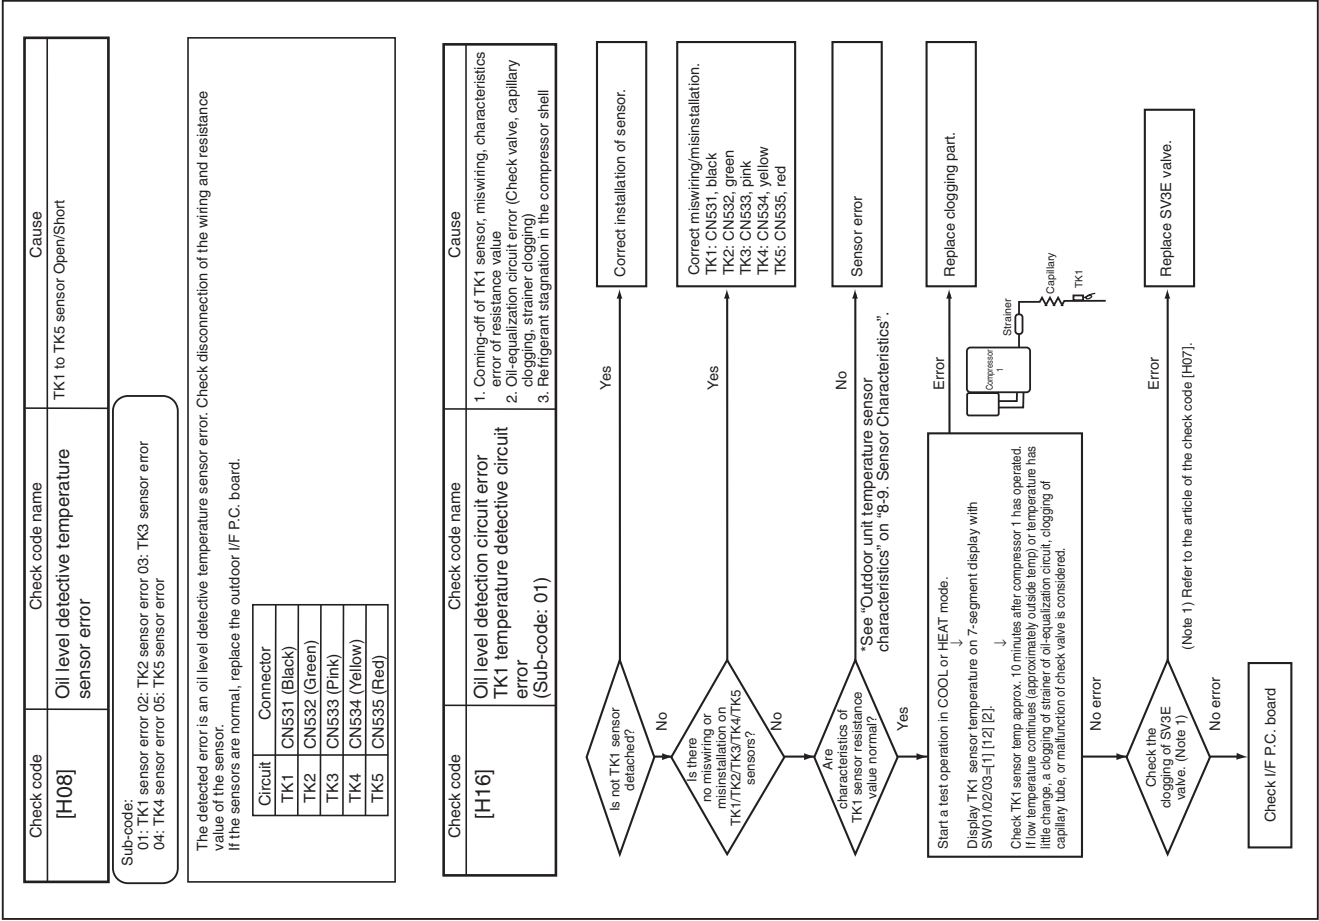 Check code
Check code name
Cause
[H08]
Oil level detective temperature
sensor error
TK1 to TK5 sensor Open/Short
Sub-code:
01: TK1 sensor error 02: TK2 sensor error 03: TK3 sensor error
04: TK4 sensor error 05: TK5 sensor error
The detected error is an oil level detective temperature sensor error. Check disconnection of the wiring and resistance
value of the sensor.
If the sensors are normal, replace the outdoor I/F P.C. board.
Circuit Connector
TK1 CN531 (Black)
TK2 CN532 (Green)
TK3 CN533 (Pink)
TK4 CN534 (Yellow)
TK5 CN535 (Red)
Check code
Check code name
Cause
[H16]
Oil level detection circuit error
TK1 temperature detective circuit
error
(Sub-code: 01)
1. Coming-off of TK1 sensor, miswiring, characteristics
error of resistance value
2. Oil-equalization circuit error (Check valve, capillary
clogging, strainer clogging)
3. Refrigerant stagnation in the compressor shell
Is not TK1 sensor
detached?
Yes
Correct installation of sensor.
No
Is there
no miswiring or
misinstallation on
TK1/TK2/TK3/TK4/TK5
sensors?
Yes
Correct miswiring/misinstallation.
TK1: CN531, black
TK2: CN532, green
TK3: CN533, pink
TK4: CN534, yellow
TK5: CN535, red
No
Are
characteristics of
TK1 sensor resistance
value normal?
No
Sensor error
*See “Outdoor unit temperature sensor
characteristics” on “8-9. Sensor Characteristics”.
Yes
Start a test operation in COOL or HEAT mode.
↓
Display TK1 sensor temperature on 7-segment display with
SW01/02/03=[1] [12] [2].
↓
Check TK1 sensor temp approx. 10 minutes after compressor 1 has operated.
If low temperature continues (approximately outside temp) or temperature has
little change, a clogging of strainer of oil-equalization circuit, clogging of
capillary tube, or malfunction of check valve is considered.
Error
Replace clogging part.
Compressor
1
Strainer
Capillary
TK1
No error
Check the
clogging of SV3E
valve. (Note 1)
Error
Replace SV3E valve.
(Note 1) Refer to the article of the check code [H07].
No error
Check I/F P.C. board